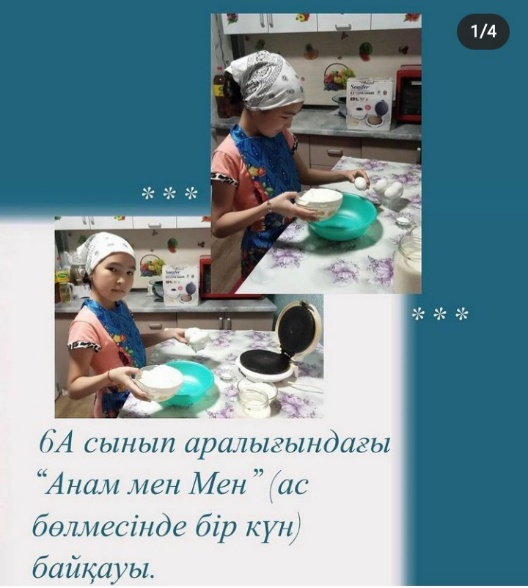 1/4
* * *
* * *
6А сынып аралығындағы
“Анам мен Мен” (ас
бөлмесінде бір күн)
байқауы.